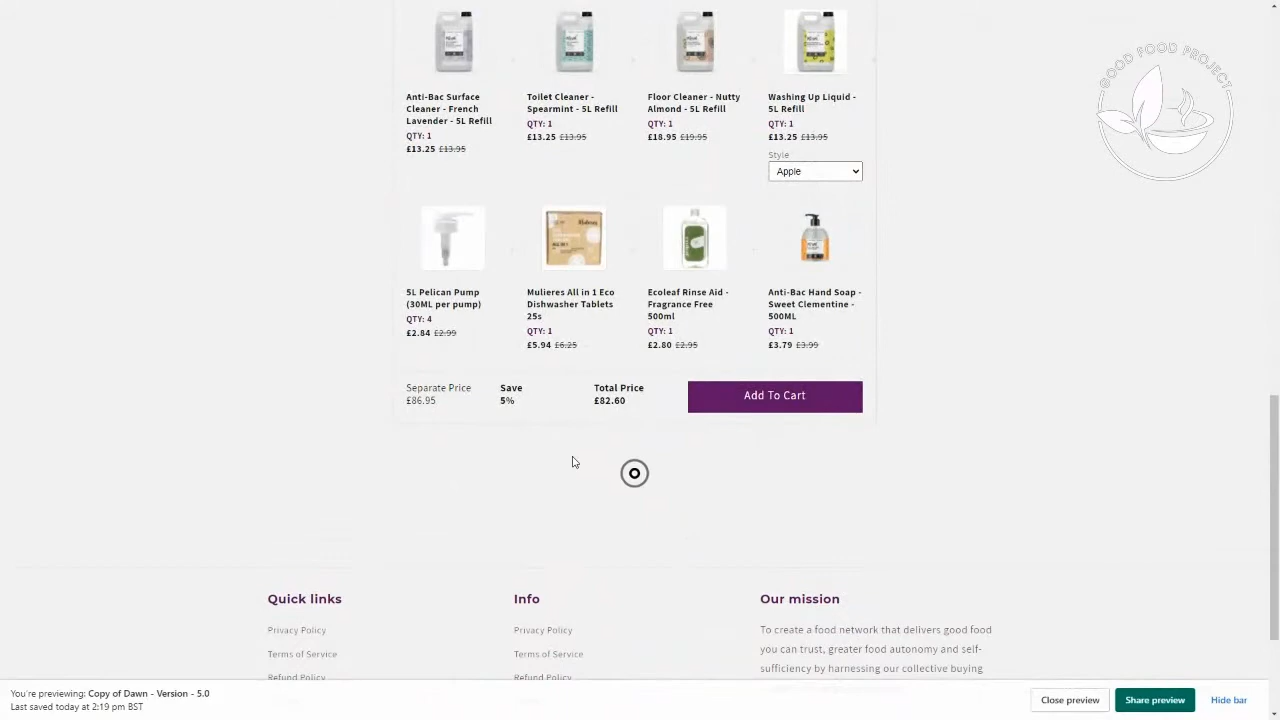 GOOD FOOD PROJECT
Anti-Bac Surface
Cleaner - French
Lavender - 5L Refill
QTY: 1
£13.25 £13.95
Toilet Cleaner -
Spearmint - 5L Refill
QTY: 1
£13.25 £13.95
Floor Cleaner - Nutty
Almond - 5L Refill
QTY: 1
£18.95 £19.95
Washing Up Liquid -
5L Refill
QTY: 1
£13.25 £13.95
Style
Apple
5L Pelican Pump
(30ML per pump)
QTY: 4
£2.84 £2.99
Mulieres All in 1 Eco
Dishwasher Tablets
25s
QTY: 1
£5.94 £6.25
Ecoleaf Rinse Aid -
Fragrance Free
500ml
QTY: 1
£2.80 £2.95
Anti-Bac Hand Soap -
Sweet Clementine -
500ML
QTY: 1
£3.79 £3.99
Separate Price
£86.95
Save
5%
Total Price
£82.60
Add To Cart
Quick links
Privacy Policy
Terms of Service
Refund Policy
Info
Privacy Policy
Terms of Service
Refund Policy
Our mission
To create a food network that delivers good food
you can trust, greater food autonomy and self-
sufficiency by harnessing our collective buying
You're previewing: Copy of Dawn - Version - 5.0
Last saved today at 2:19 pm BST
Close preview
Share preview
Hide bar